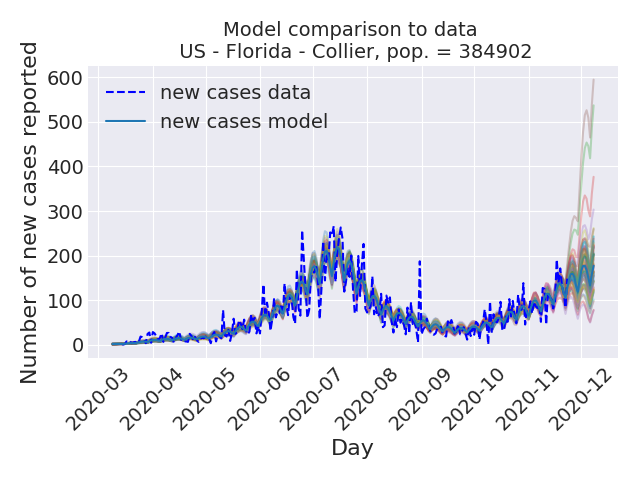 Model comparison to data
US - Florida - Collier, pop. = 384902
Number of new cases reported
600
500
400
300
200
100
0
new cases data
new cases model
2020-03
2020-04
2020-05
2020-06
2020-07
2020-08
2020-09
2020-10
2020-11
2020-12
Day